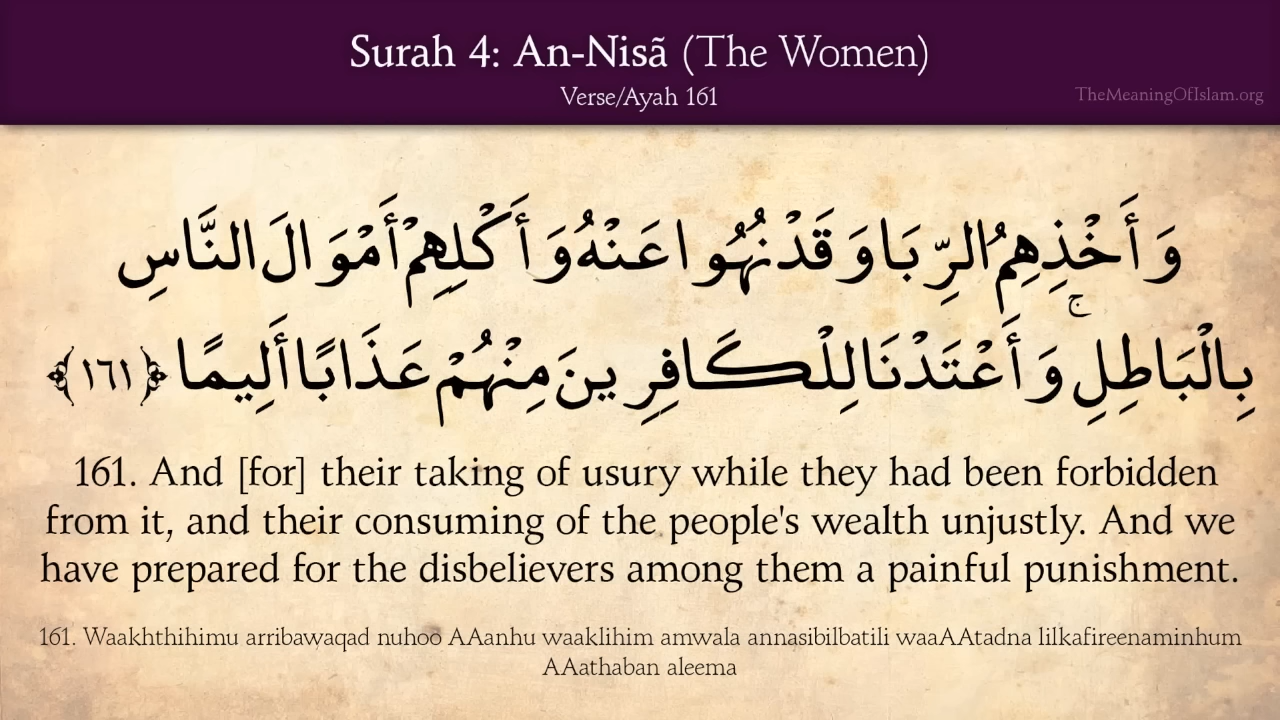 Surah 4: An-Nisã (The Women)
Verse/Ayah 161
TheMeaningOfIslam.org
وَأَخْذِهِمُ الرِّبَا وَقَدْ نُهُوا عَنْهُ وَأَكْلِهِمْ أَمْوَالَ النَّاسِ
بِالْبَاطِلِ ۚ وَأَعْتَدْنَا لِلْكَافِرِينَ مِنْهُمْ عَذَابًا أَلِيمًا ﴿١٦١﴾
161. And [for] their taking of usury while they had been forbidden
from it, and their consuming of the people's wealth unjustly. And we
have prepared for the disbelievers among them a painful punishment.
161. Waakhthihimu arribawaqad nuhoo AAanhu waaklihim amwala annasibilbatili waaAAtadna lilkafireenaminhum
AAathaban aleema